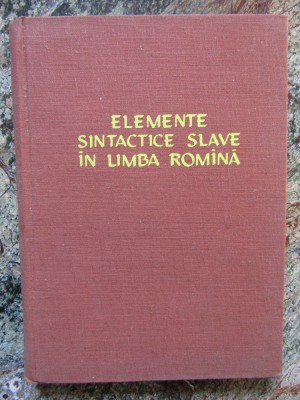 ELEMENTE
SINTACTICE SLAVE
ÎN LIMBA ROMÎNĂ